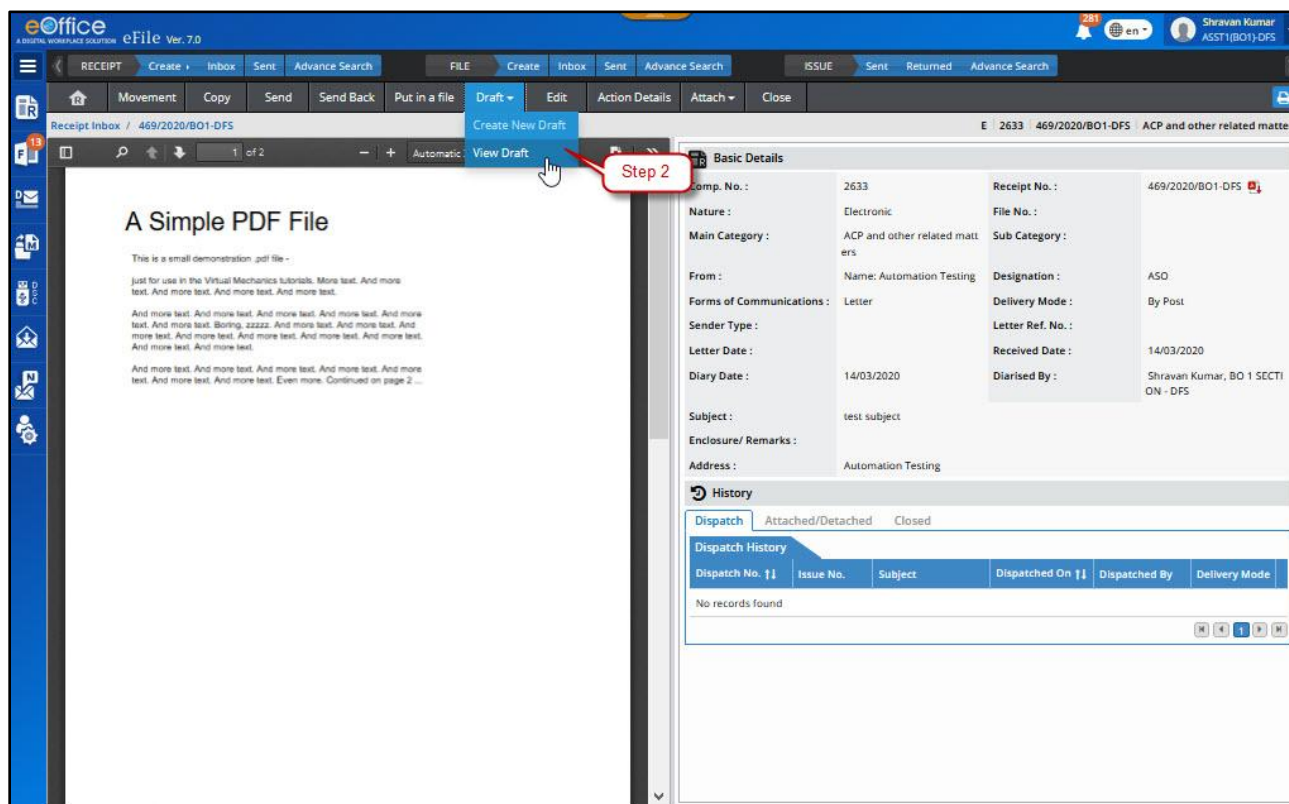 eOffice
A DIGITAL WORKPLACE SOLUTION eFile Ver. 7.0
281
en
Shravan Kumar
ASST1(BO1)-DFS
RECEIPT Create Inbox Sent Advance Search FILE Create Inbox Sent Advance Search ISSUE Sent Returned Advance Search
R Movement Copy Send Send Back Put in a file Draft Edit Action Details Attach Close
Receipt Inbox / 469/2020/BO1-DFS
Create New Draft
E 2633 469/2020/BO1-DFS ACP and other related matte
1 of 2 − + Automatic
View Draft
Step 2
R
F 13
D
M
DSC
N
A Simple PDF File
This is a small demonstration .pdf file -
just for use in the Virtual Mechanics tutorials. More text. And more
text. And more text. And more text. And more text.
And more text. And more text. And more text. And more text. And more
text. And more text. Boring, zzzzz. And more text. And more text. And
more text. And more text. And more text. And more text. And more text.
And more text. And more text.
And more text. And more text. And more text. And more text. And more
text. And more text. And more text. Even more. Continued on page 2 ...
Basic Details
Comp. No. : 2633 Receipt No. : 469/2020/BO1-DFS
Nature : Electronic File No. :
Main Category : ACP and other related matt Sub Category :
ers
From : Name: Automation Testing Designation : ASO
Forms of Communications : Letter Delivery Mode : By Post
Sender Type : Letter Ref. No. :
Letter Date : Received Date : 14/03/2020
Diary Date : 14/03/2020 Diarised By : Shravan Kumar, BO 1 SECTI
ON - DFS
Subject : test subject
Enclosure/ Remarks :
Address : Automation Testing
History
Dispatch Attached/Detached Closed
Dispatch History
Dispatch No. Issue No. Subject Dispatched On Dispatched By Delivery Mode
No records found
1